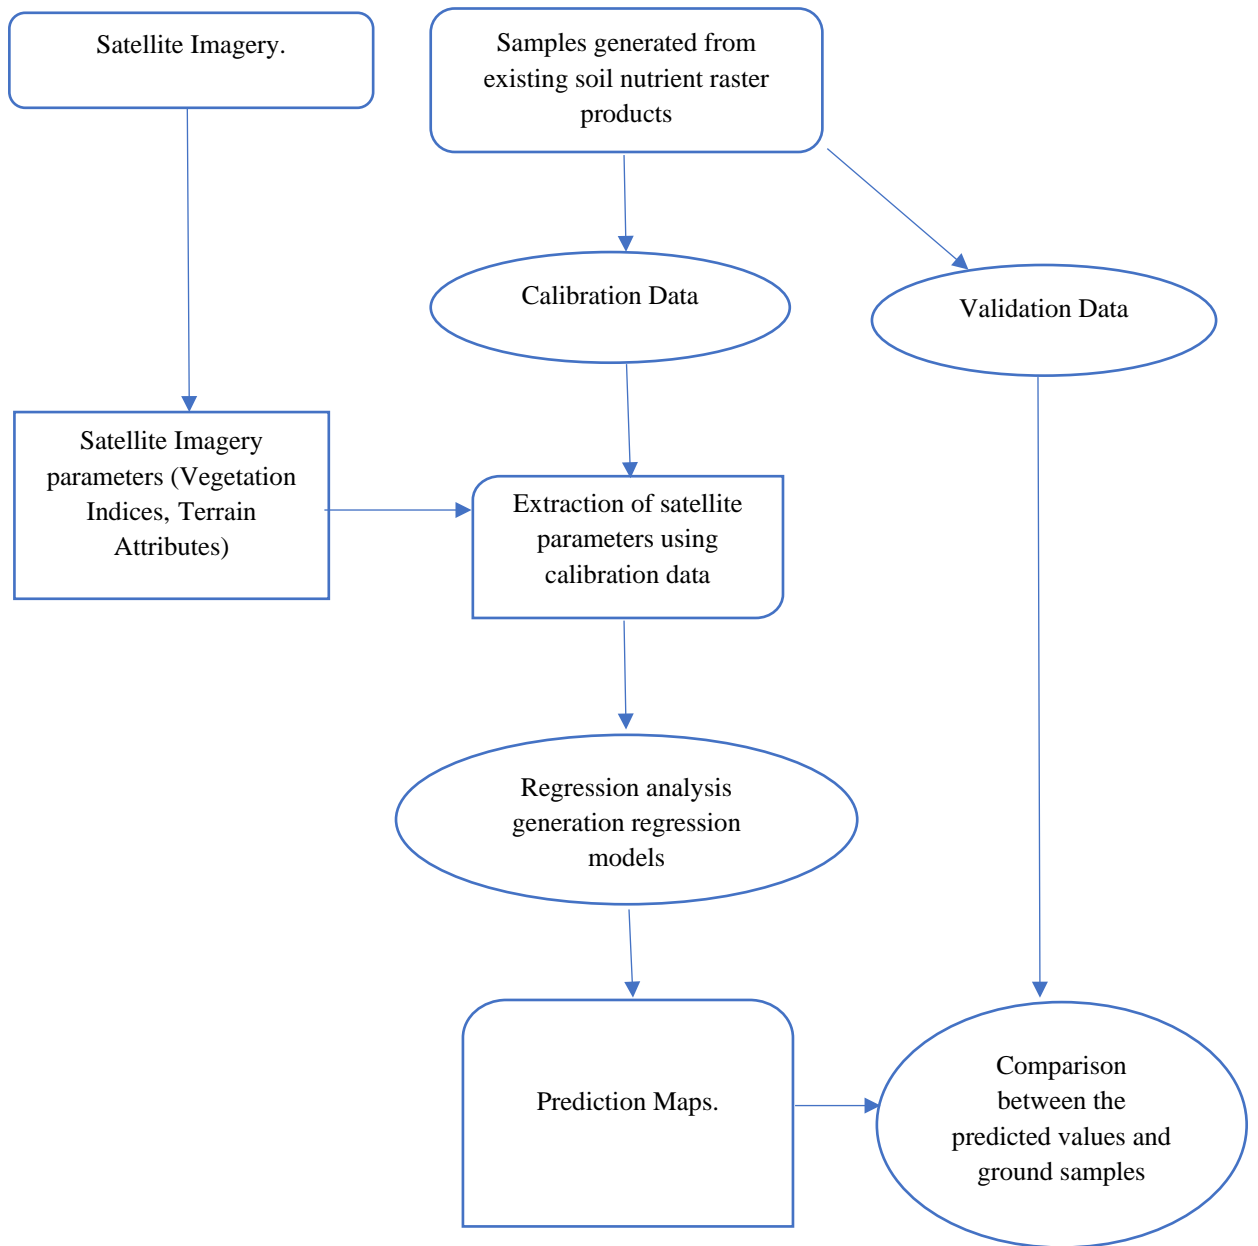 Satellite Imagery.
Samples generated from
existing soil nutrient raster
products
Calibration Data
Validation Data
Satellite Imagery
parameters (Vegetation
Indices, Terrain
Attributes)
Extraction of satellite
parameters using
calibration data
Regression analysis
generation regression
models
Prediction Maps.
Comparison
between the
predicted values and
ground samples